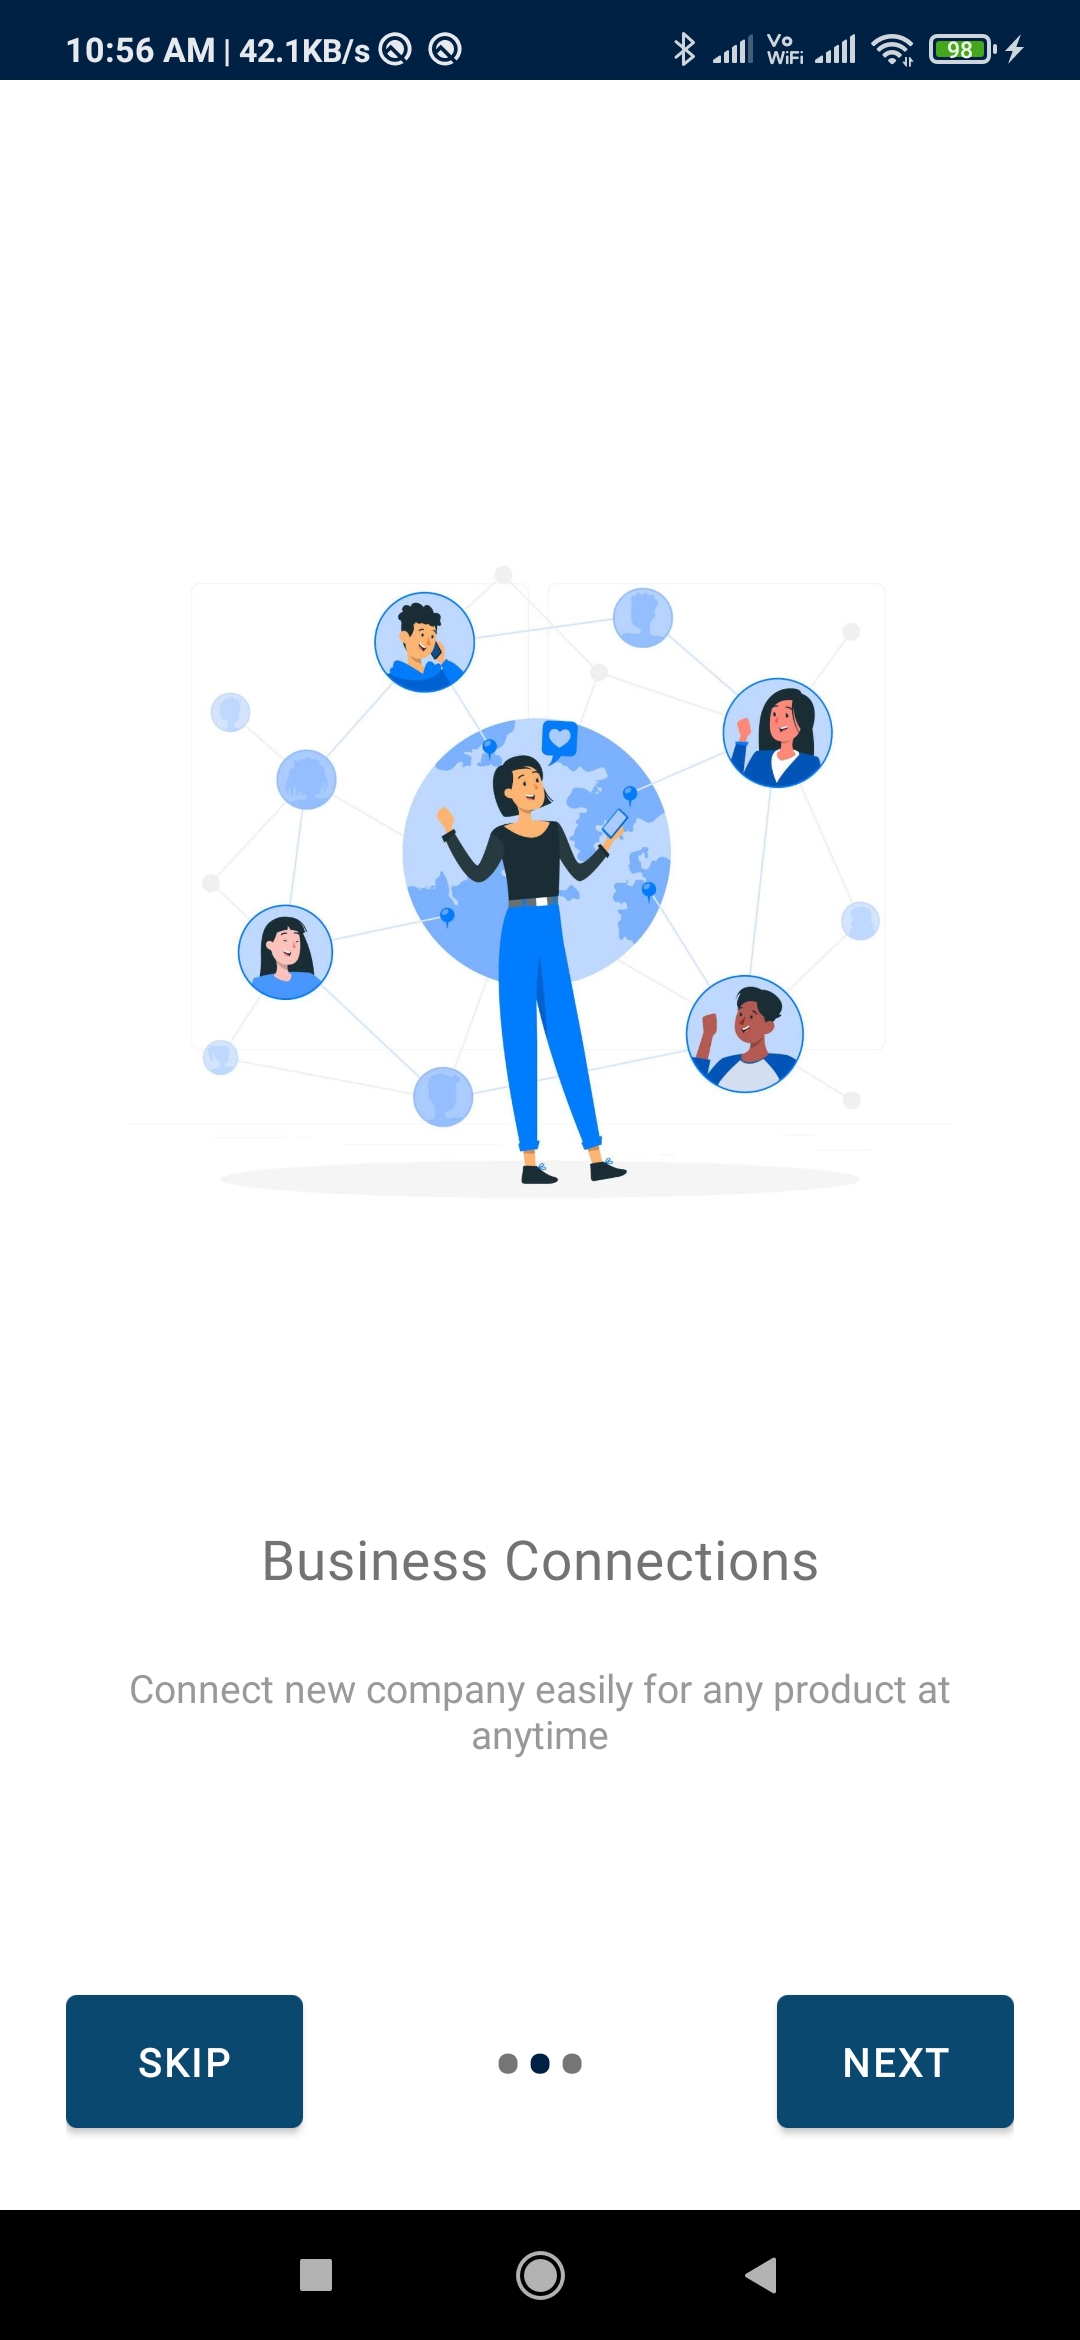 10:56 AM | 42.1KB/s
Vo
WiFi
98
Business Connections
Connect new company easily for any product at
anytime
SKIP
NEXT